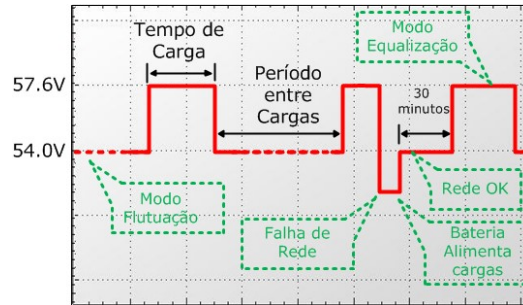 Modo
Equalização
Tempo de
Carga
57.6V
Período
entre
Cargas
30
minutos
54.0V
Modo
Flutuação
Rede OK
Falha de
Rede
Bateria
Alimenta
cargas